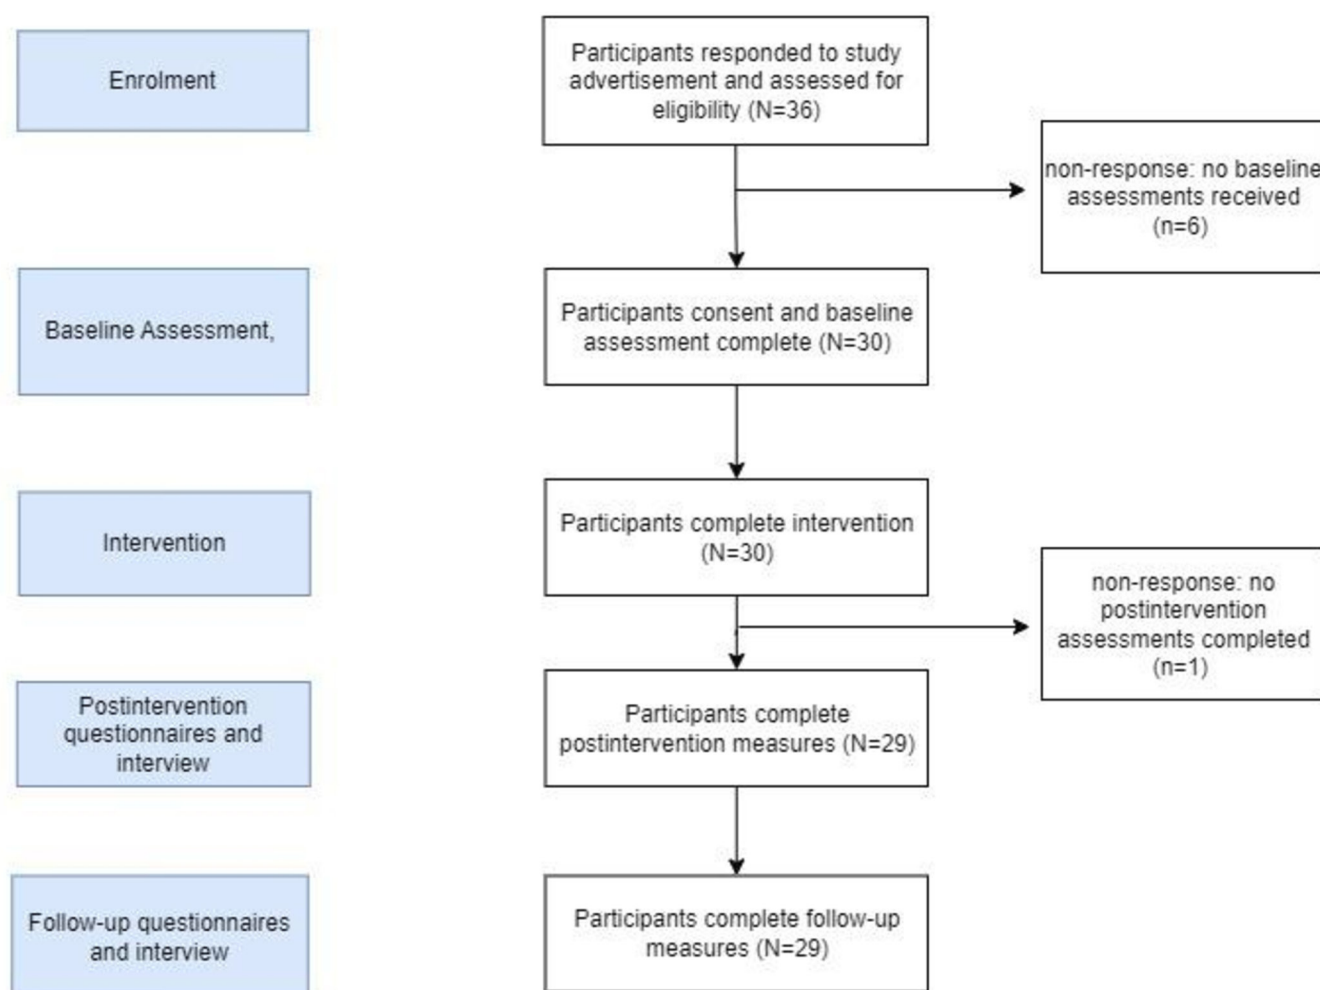 Enrolment
Participants responded to study
advertisement and assessed for
eligibility (N=36)
non-response: no baseline
assessments received
(n=6)
Baseline Assessment,
Participants consent and baseline
assessment complete (N=30)
Intervention
Participants complete intervention
(N=30)
non-response: no
postintervention
assessments completed
(n=1)
Postintervention
questionnaires and
interview
Participants complete
postintervention measures (N=29)
Follow-up questionnaires
and interview
Participants complete follow-up
measures (N=29)